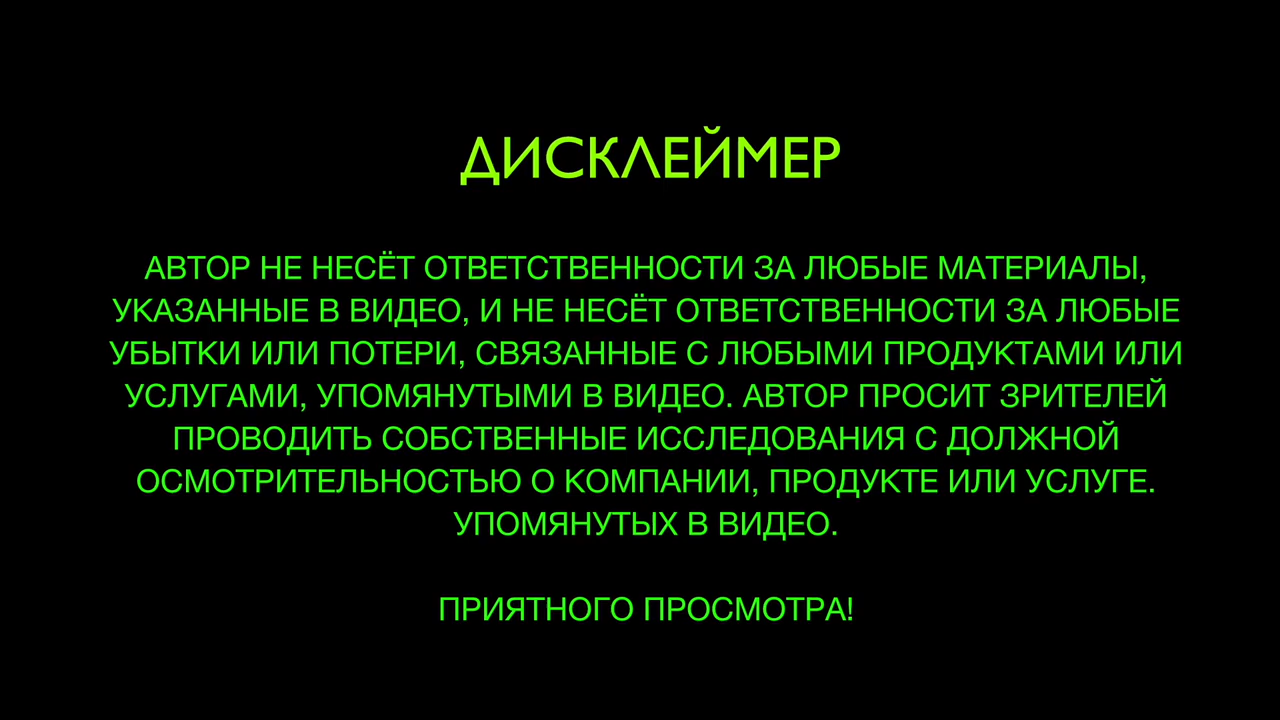 ДИСКЛЕЙМЕР
АВТОР НЕ НЕСЁТ ОТВЕТСТВЕННОСТИ ЗА ЛЮБЫЕ МАТЕРИАЛЫ,
УКАЗАННЫЕ В ВИДЕО, И НЕ НЕСЁТ ОТВЕТСТВЕННОСТИ ЗА ЛЮБЫЕ
УБЫТКИ ИЛИ ПОТЕРИ, СВЯЗАННЫЕ С ЛЮБЫМИ ПРОДУКТАМИ ИЛИ
УСЛУГАМИ, УПОМЯНУТЫМИ В ВИДЕО. АВТОР ПРОСИТ ЗРИТЕЛЕЙ
ПРОВОДИТЬ СОБСТВЕННЫЕ ИССЛЕДОВАНИЯ С ДОЛЖНОЙ
ОСМОТРИТЕЛЬНОСТЬЮ О КОМПАНИИ, ПРОДУКТЕ ИЛИ УСЛУГЕ.
УПОМЯНУТЫХ В ВИДЕО.
ПРИЯТНОГО ПРОСМОТРА!